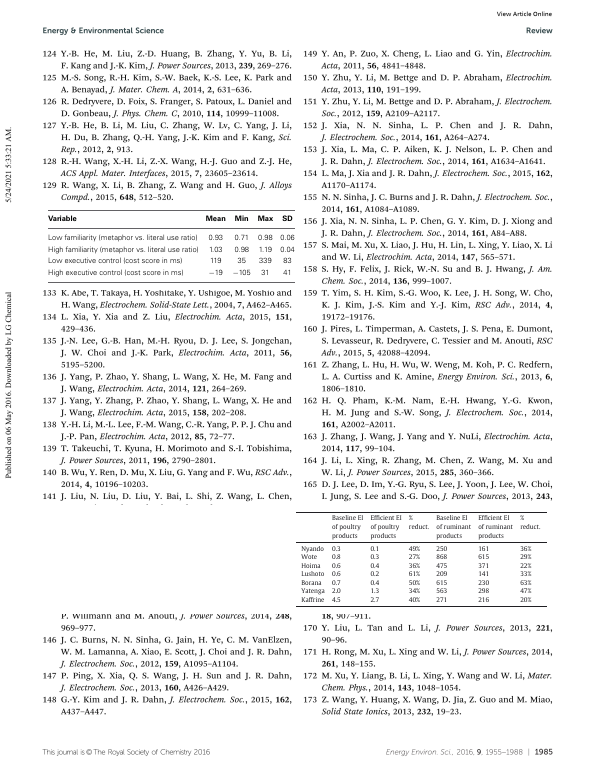 View Article Online
Energy & Environmental Science
Review
124 Y.-B. He, M. Liu, Z.-D. Huang, B. Zhang, Y. Yu, B. Li,
F. Kang and J.-K. Kim, J. Power Sources, 2013, 239, 269–276.
125 M.-S. Song, R.-H. Kim, S.-W. Baek, K.-S. Lee, K. Park and
A. Benayad, J. Mater. Chem. A, 2014, 2, 631–636.
126 R. Dedryvere, D. Foix, S. Franger, S. Patoux, L. Daniel and
D. Gonbeau, J. Phys. Chem. C, 2010, 114, 10999–11008.
127 Y.-B. He, B. Li, M. Liu, C. Zhang, W. Lv, C. Yang, J. Li,
H. Du, B. Zhang, Q.-H. Yang, J.-K. Kim and F. Kang, Sci.
Rep., 2012, 2, 913.
128 R.-H. Wang, X.-H. Li, Z.-X. Wang, H.-J. Guo and Z.-J. He,
ACS Appl. Mater. Interfaces, 2015, 7, 23605–23614.
129 R. Wang, X. Li, B. Zhang, Z. Wang and H. Guo, J. Alloys
Compd., 2015, 648, 512–520.
Variable Mean Min Max SD
Low familiarity (metaphor vs. literal use ratio) 0.93 0.71 0.98 0.06
High familiarity (metaphor vs. literal use ratio) 1.03 0.98 1.19 0.04
Low executive control (cost score in ms) 119 35 339 83
High executive control (cost score in ms) −19 −105 31 41
133 K. Abe, T. Takaya, H. Yoshitake, Y. Ushigoe, M. Yoshio and
H. Wang, Electrochem. Solid-State Lett., 2004, 7, A462–A465.
134 L. Xia, Y. Xia and Z. Liu, Electrochim. Acta, 2015, 151,
429–436.
135 J.-N. Lee, G.-B. Han, M.-H. Ryou, D. J. Lee, S. Jongchan,
J. W. Choi and J.-K. Park, Electrochim. Acta, 2011, 56,
5195–5200.
136 J. Yang, P. Zhao, Y. Shang, L. Wang, X. He, M. Fang and
J. Wang, Electrochim. Acta, 2014, 121, 264–269.
137 J. Yang, Y. Zhang, P. Zhao, Y. Shang, L. Wang, X. He and
J. Wang, Electrochim. Acta, 2015, 158, 202–208.
138 Y.-H. Li, M.-L. Lee, F.-M. Wang, C.-R. Yang, P. P. J. Chu and
J.-P. Pan, Electrochim. Acta, 2012, 85, 72–77.
139 T. Takeuchi, T. Kyuna, H. Morimoto and S.-I. Tobishima,
J. Power Sources, 2011, 196, 2790–2801.
140 B. Wu, Y. Ren, D. Mu, X. Liu, G. Yang and F. Wu, RSC Adv.,
2014, 4, 10196–10203.
141 J. Liu, N. Liu, D. Liu, Y. Bai, L. Shi, Z. Wang, L. Chen,
P. Willmann and M. Anouti, J. Power Sources, 2014, 248,
969–977.
146 J. C. Burns, N. N. Sinha, G. Jain, H. Ye, C. M. VanElzen,
W. M. Lamanna, A. Xiao, E. Scott, J. Choi and J. R. Dahn,
J. Electrochem. Soc., 2012, 159, A1095–A1104.
147 P. Ping, X. Xia, Q. S. Wang, J. H. Sun and J. R. Dahn,
J. Electrochem. Soc., 2013, 160, A426–A429.
148 G.-Y. Kim and J. R. Dahn, J. Electrochem. Soc., 2015, 162,
A437–A447.
149 Y. An, P. Zuo, X. Cheng, L. Liao and G. Yin, Electrochim.
Acta, 2011, 56, 4841–4848.
150 Y. Zhu, Y. Li, M. Bettge and D. P. Abraham, Electrochim.
Acta, 2013, 110, 191–199.
151 Y. Zhu, Y. Li, M. Bettge and D. P. Abraham, J. Electrochem.
Soc., 2012, 159, A2109–A2117.
152 J. Xia, N. N. Sinha, L. P. Chen and J. R. Dahn,
J. Electrochem. Soc., 2014, 161, A264–A274.
153 J. Xia, L. Ma, C. P. Aiken, K. J. Nelson, L. P. Chen and
J. R. Dahn, J. Electrochem. Soc., 2014, 161, A1634–A1641.
154 L. Ma, J. Xia and J. R. Dahn, J. Electrochem. Soc., 2015, 162,
A1170–A1174.
155 N. N. Sinha, J. C. Burns and J. R. Dahn, J. Electrochem. Soc.,
2014, 161, A1084–A1089.
156 J. Xia, N. N. Sinha, L. P. Chen, G. Y. Kim, D. J. Xiong and
J. R. Dahn, J. Electrochem. Soc., 2014, 161, A84–A88.
157 S. Mai, M. Xu, X. Liao, J. Hu, H. Lin, L. Xing, Y. Liao, X. Li
and W. Li, Electrochim. Acta, 2014, 147, 565–571.
158 S. Hy, F. Felix, J. Rick, W.-N. Su and B. J. Hwang, J. Am.
Chem. Soc., 2014, 136, 999–1007.
159 T. Yim, S. H. Kim, S.-G. Woo, K. Lee, J. H. Song, W. Cho,
K. J. Kim, J.-S. Kim and Y.-J. Kim, RSC Adv., 2014, 4,
19172–19176.
160 J. Pires, L. Timperman, A. Castets, J. S. Pena, E. Dumont,
S. Levasseur, R. Dedryvere, C. Tessier and M. Anouti, RSC
Adv., 2015, 5, 42088–42094.
161 Z. Zhang, L. Hu, H. Wu, W. Weng, M. Koh, P. C. Redfern,
L. A. Curtiss and K. Amine, Energy Environ. Sci., 2013, 6,
1806–1810.
162 H. Q. Pham, K.-M. Nam, E.-H. Hwang, Y.-G. Kwon,
H. M. Jung and S.-W. Song, J. Electrochem. Soc., 2014,
161, A2002–A2011.
163 J. Zhang, J. Wang, J. Yang and Y. NuLi, Electrochim. Acta,
2014, 117, 99–104.
164 J. Li, L. Xing, R. Zhang, M. Chen, Z. Wang, M. Xu and
W. Li, J. Power Sources, 2015, 285, 360–366.
165 D. J. Lee, D. Im, Y.-G. Ryu, S. Lee, J. Yoon, J. Lee, W. Choi,
I. Jung, S. Lee and S.-G. Doo, J. Power Sources, 2013, 243,
Baseline EI Efficient EI % Baseline EI Efficient EI %
of poultry of poultry reduct. of ruminant of ruminant reduct.
products products products products
Nyando 0.3 0.1 49% 250 161 36%
Wote 0.8 0.3 27% 868 615 29%
Hoima 0.6 0.4 36% 475 371 22%
Lushoto 0.6 0.2 61% 209 141 33%
Borana 0.7 0.4 50% 615 230 63%
Yatenga 2.0 1.3 34% 563 298 47%
Kaffrine 4.5 2.7 40% 271 216 20%
18, 907–911.
170 Y. Liu, L. Tan and L. Li, J. Power Sources, 2013, 221,
90–96.
171 H. Rong, M. Xu, L. Xing and W. Li, J. Power Sources, 2014,
261, 148–155.
172 M. Xu, Y. Liang, B. Li, L. Xing, Y. Wang and W. Li, Mater.
Chem. Phys., 2014, 143, 1048–1054.
173 Z. Wang, Y. Huang, X. Wang, D. Jia, Z. Guo and M. Miao,
Solid State Ionics, 2013, 232, 19–23.
Published on 06 May 2016. Downloaded by LG Chemical
5/24/2021 5:33:21 AM.
This journal is © The Royal Society of Chemistry 2016
Energy Environ. Sci., 2016, 9, 1955–1988 | 1985